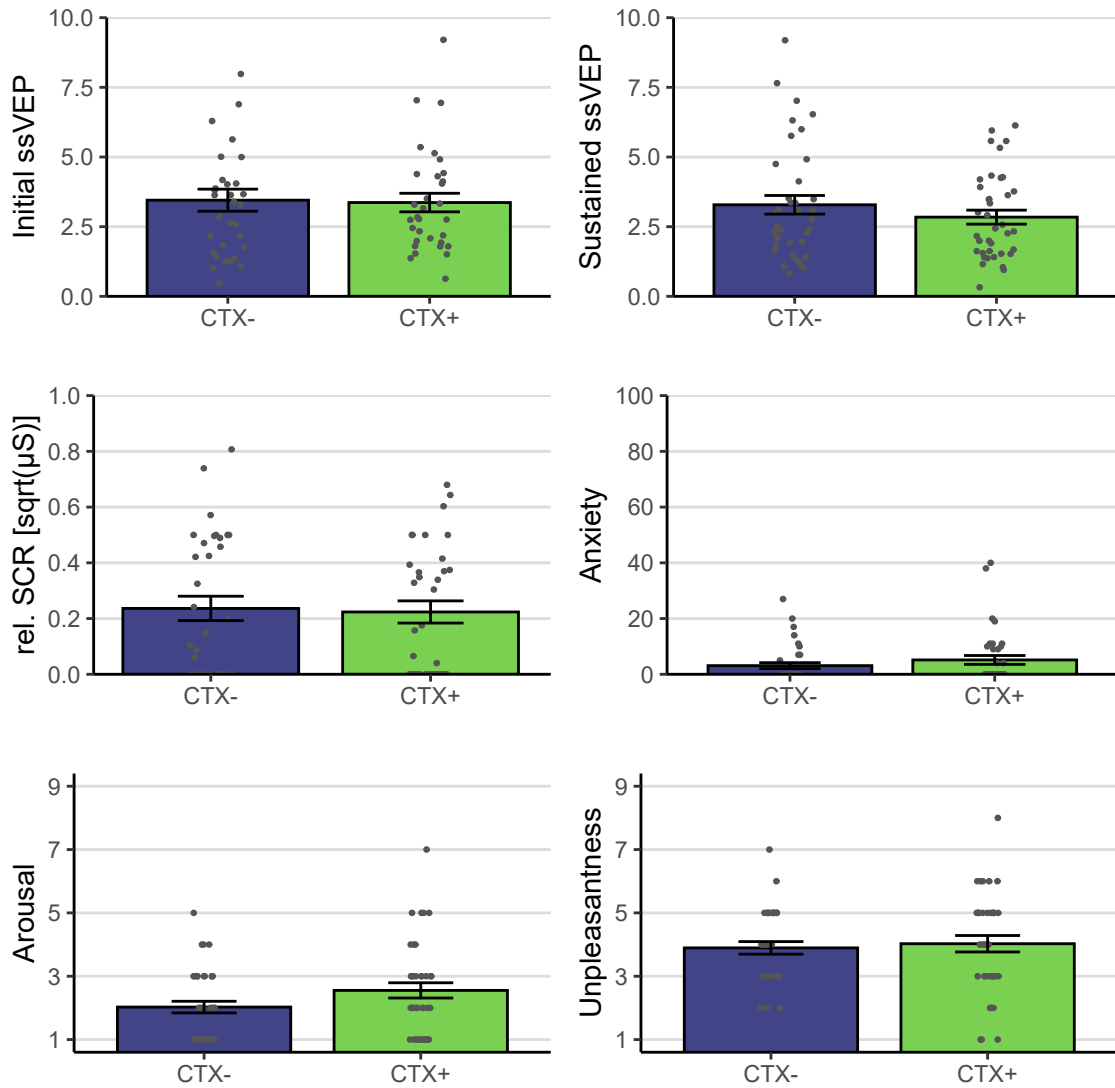 Initial ssVEP
10.0
7.5
5.0
2.5
0.0
CTX-
CTX+
Sustained ssVEP
10.0
7.5
5.0
2.5
0.0
CTX-
CTX+
rel. SCR [sqrt(µS)]
1.0
0.8
0.6
0.4
0.2
0.0
CTX-
CTX+
Anxiety
100
80
60
40
20
0
CTX-
CTX+
Arousal
9
7
5
3
1
CTX-
CTX+
Unpleasantness
9
7
5
3
1
CTX-
CTX+